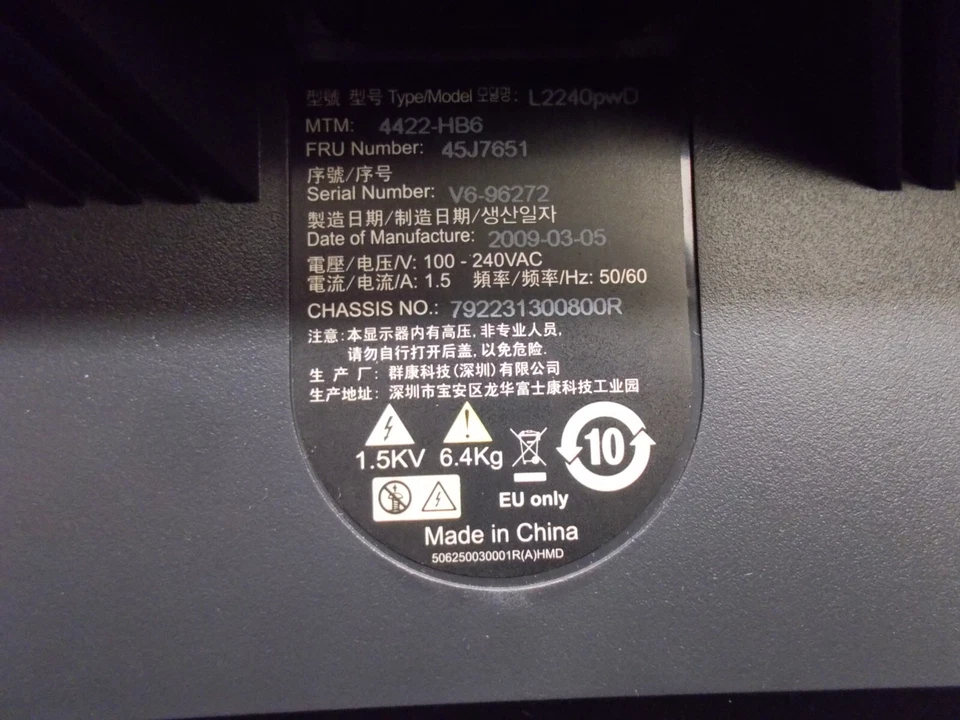 型號 型号 Type/Model 모델명: L2240pwD
MTM: 4422-HB6
FRU Number: 45J7651
序號/序号
Serial Number: V6-96272
製造日期/制造日期/생산일자
Date of Manufacture: 2009-03-05
電壓/电压/V: 100 - 240VAC
電流/电流/A: 1.5 頻率/频率/Hz: 50/60
CHASSIS NO.: 792231300800R
注意:本显示器内有高压,非专业人员,
请勿自行打开后盖,以免危险.
生 产 厂: 群康科技(深圳)有限公司
生产地址: 深圳市宝安区龙华富士康科技工业园
1.5KV 6.4Kg
10
EU only
Made in China
506250030001R(A)HMD